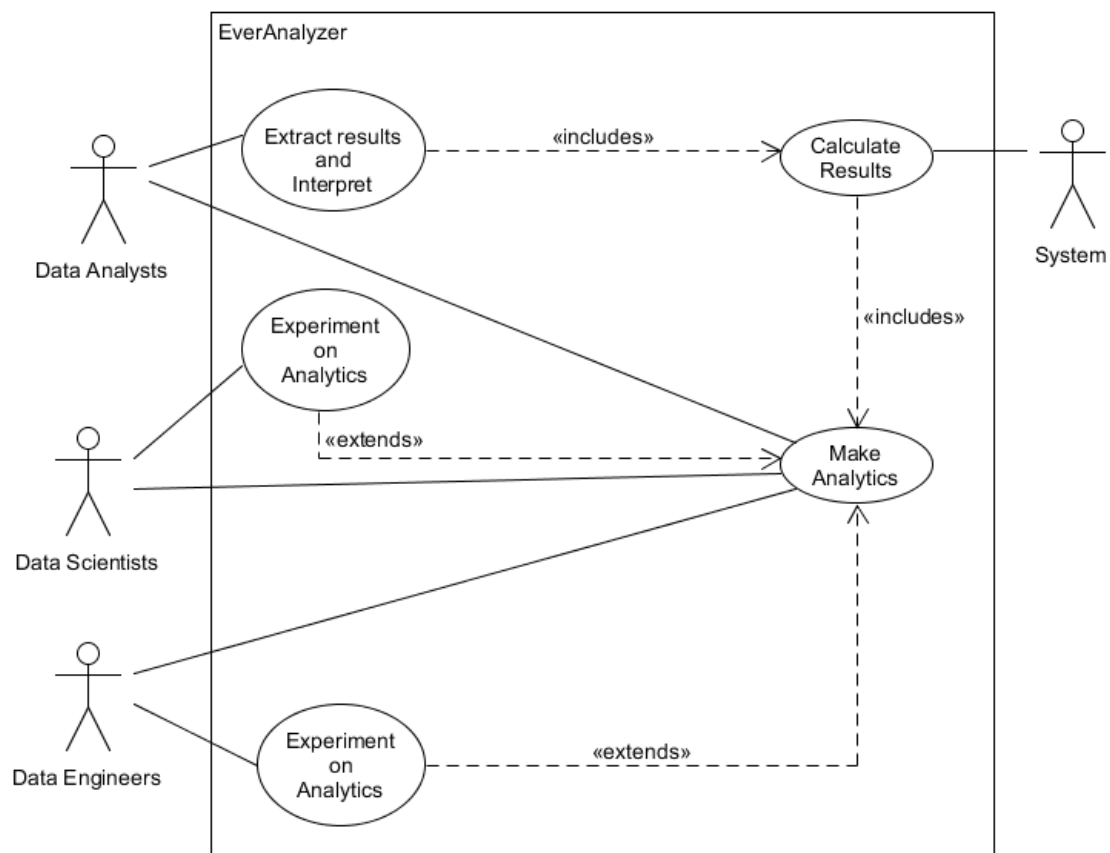 EverAnalyzer
Extract results
and
Interpret
«includes»
Calculate
Results
Data Analysts
System
Experiment
on
Analytics
«includes»
«extends»
Make
Analytics
Data Scientists
Experiment
on
Analytics
«extends»
Data Engineers